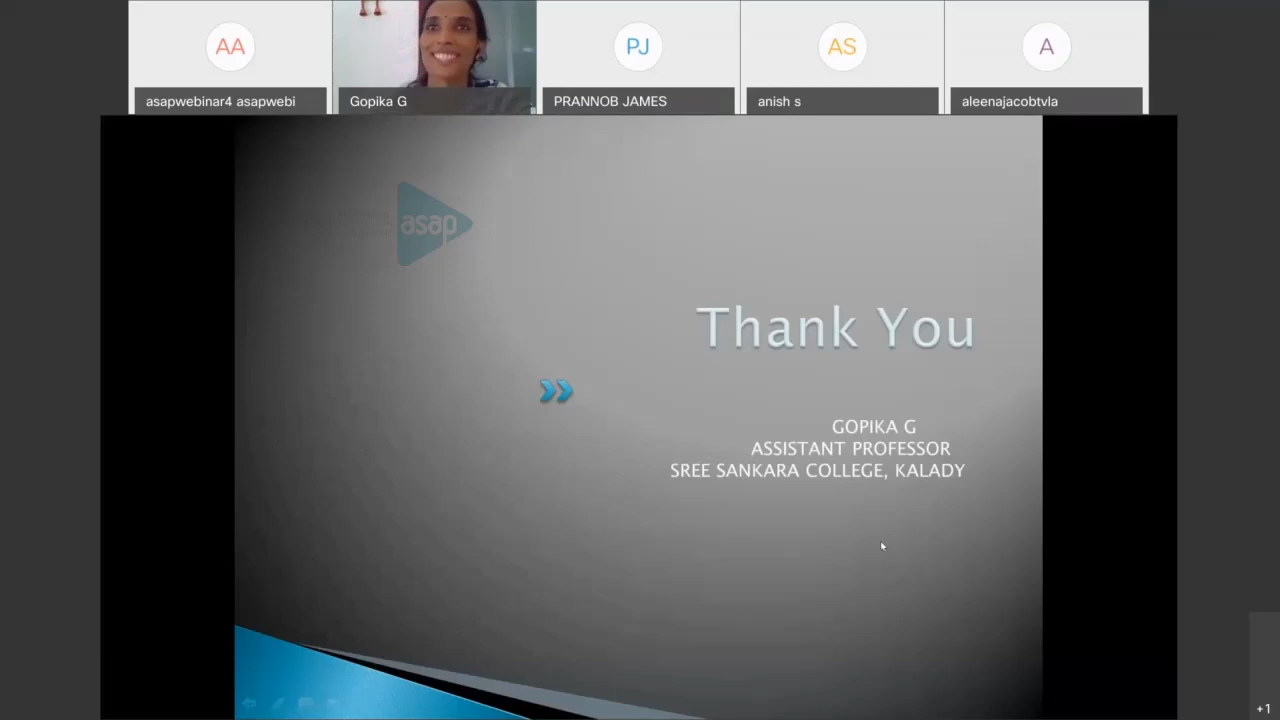 AA
PJ
AS
A
asapwebinar4 asapwebi
Gopika G
PRANNOB JAMES
anish s
aleenajacobtvla
asap
Thank You
GOPIKA G
ASSISTANT PROFESSOR
SREE SANKARA COLLEGE, KALADY
+1